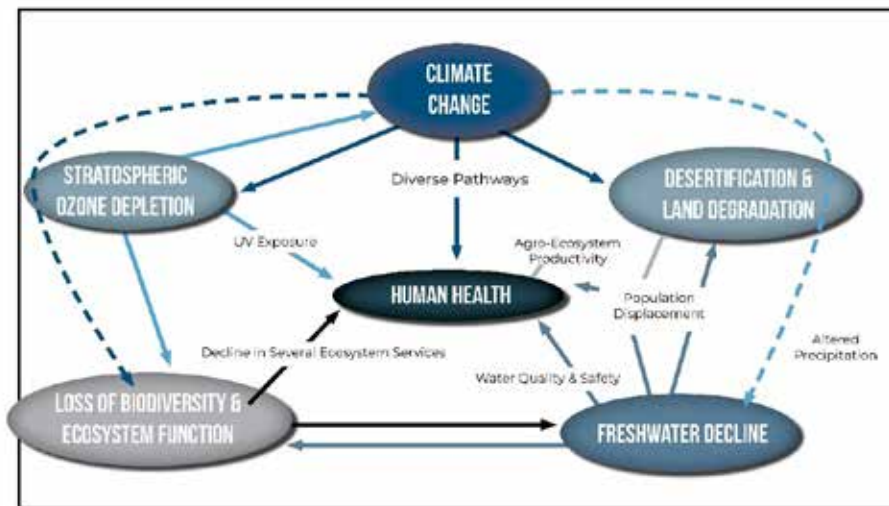 CLIMATE
CHANGE
STRATOSPHERIC
OZONE DEPLETION
Diverse Pathways
DESERTIFICATION &
LAND DEGRADATION
UV Exposure
Agro-Ecosystem
Productivity
HUMAN HEALTH
Population
Displacement
Altered
Precipitation
Decline in Several Ecosystem Services
Water Quality & Safety
LOSS OF BIODIVERSITY &
ECOSYSTEM FUNCTION
FRESHWATER DECLINE